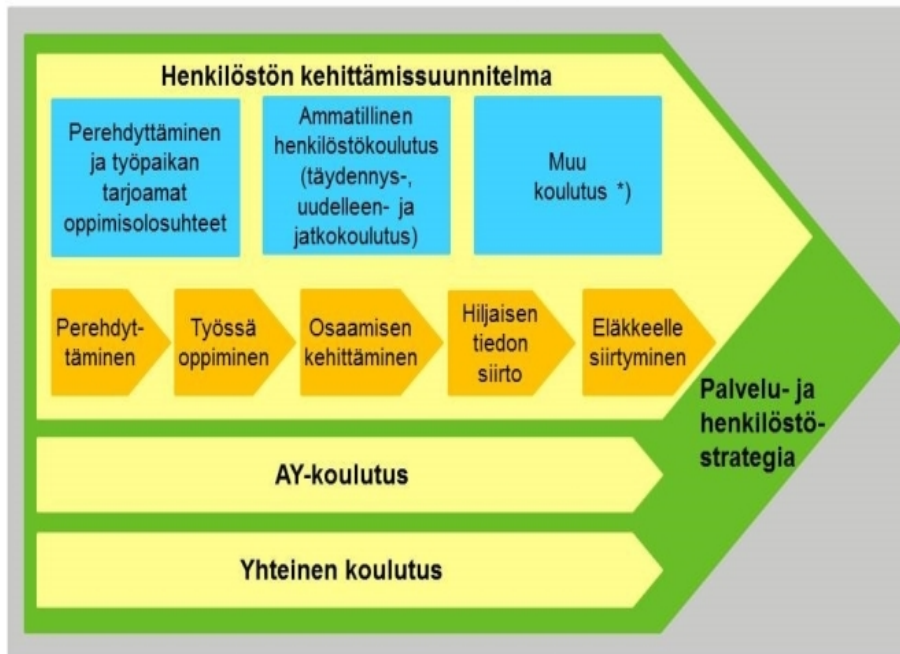 Henkilöstön kehittämissuunnitelma
Perehdyttäminen
ja työpaikan
tarjoamat
oppimisolosuhteet
Ammatillinen
henkilöstökoulutus
(täydennys-,
uudelleen- ja
jatkokoulutus)
Muu
koulutus *)
Perehdyt-
täminen
Työssä
oppiminen
Osaamisen
kehittäminen
Hiljaisen
tiedon
siirto
Eläkkeelle
siirtyminen
Palvelu- ja
henkilöstö-
strategia
AY-koulutus
Yhteinen koulutus